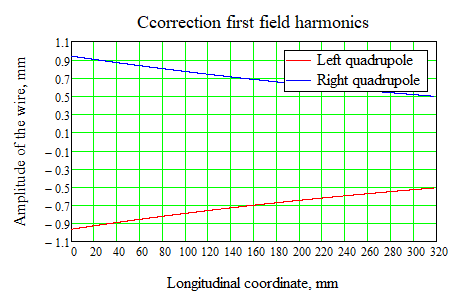 Ccorrection first field harmonics
Amplitude of the wire, mm
1.1
0.9
0.7
0.5
0.3
0.1
−0.1
−0.3
−0.5
−0.7
−0.9
−1.1
Left quadrupole
Right quadrupole
0 20 40 60 80 100 120 140 160 180 200 220 240 260 280 300 320
Longitudinal coordinate, mm